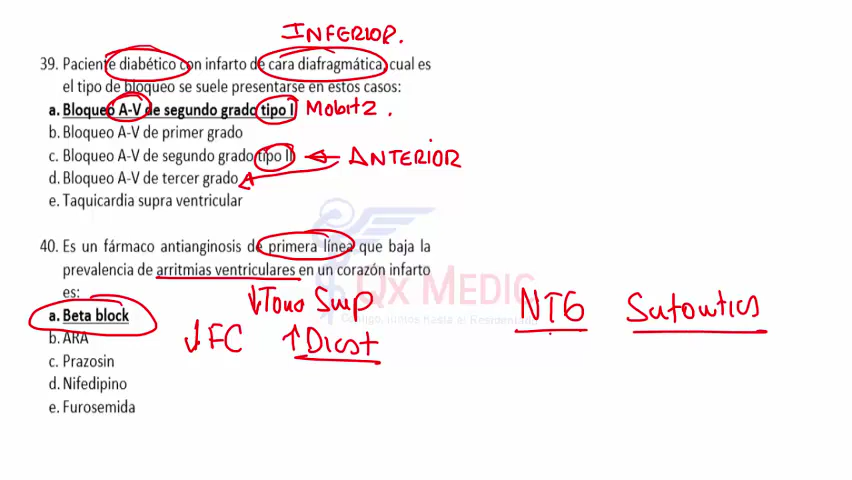 INFERIOR.
39. Paciente diabético con infarto de cara diafragmática, cual es
el tipo de bloqueo se suele presentarse en estos casos:
a. Bloqueo A-V de segundo grado tipo I Mobitz.
b. Bloqueo A-V de primer grado
c. Bloqueo A-V de segundo grado tipo II ANTERIOR
d. Bloqueo A-V de tercer grado
e. Taquicardia supra ventricular
40. Es un fármaco antianginosis de primera línea que baja la
prevalencia de arritmias ventriculares en un corazón infarto
es:
↓Tono Simp
QX MEDIC
NTG
a. Beta block
↓FC ↑Diast
b. ARA
c. Prazosin
d. Nifedipino
e. Furosemida